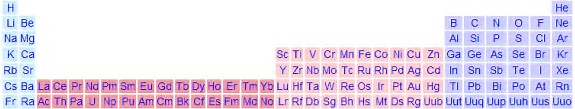 H He
Li Be B C N O F Ne
Na Mg Al Si P S Cl Ar
K Ca Sc Ti V Cr Mn Fe Co Ni Cu Zn Ga Ge As Se Br Kr
Rb Sr Y Zr Nb Mo Tc Ru Rh Pd Ag Cd In Sn Sb Te I Xe
Cs Ba La Ce Pr Nd Pm Sm Eu Gd Tb Dy Ho Er Tm Yb Lu Hf Ta W Re Os Ir Pt Au Hg Tl Pb Bi Po At Rn
Fr Ra Ac Th Pa U Np Pu Am Cm Bk Cf Es Fm Md No Lr Rf Db Sg Bh Hs Mt Ds Rg Uub Uut Uuq Uup Uuh Uus Uuo